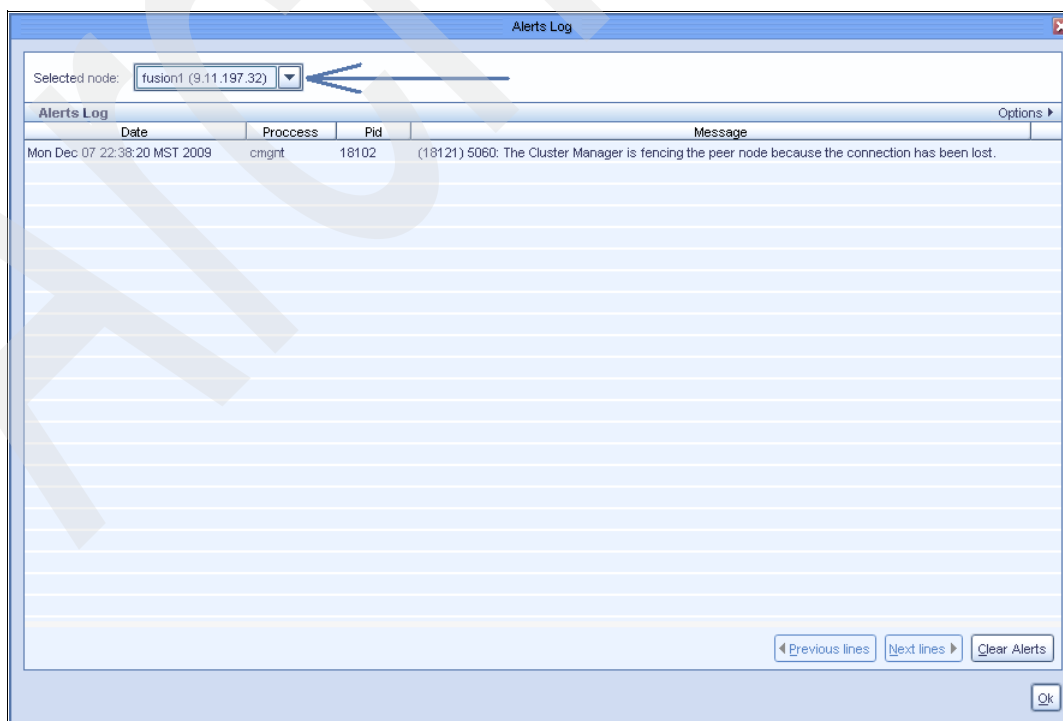 Alerts Log
Selected node: fusion1 (9.11.197.32)
Alerts Log Options
Date Proccess Pid Message
Mon Dec 07 22:38:20 MST 2009 cmgnt 18102 (18121) 5060: The Cluster Manager is fencing the peer node because the connection has been lost.
Previous lines Next lines Clear Alerts
Ok